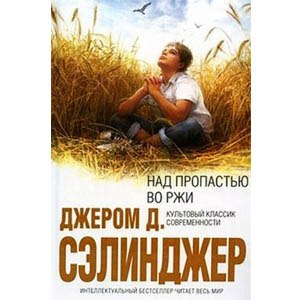 НАД ПРОПАСТЬЮ
ВО РЖИ
ДЖЕРОМ Д.
КУЛЬТОВЫЙ КЛАССИК
СОВРЕМЕННОСТИ
СЭЛИНДЖЕР
ИНТЕЛЛЕКТУАЛЬНЫЙ БЕСТСЕЛЛЕР ЧИТАЕТ ВЕСЬ МИР